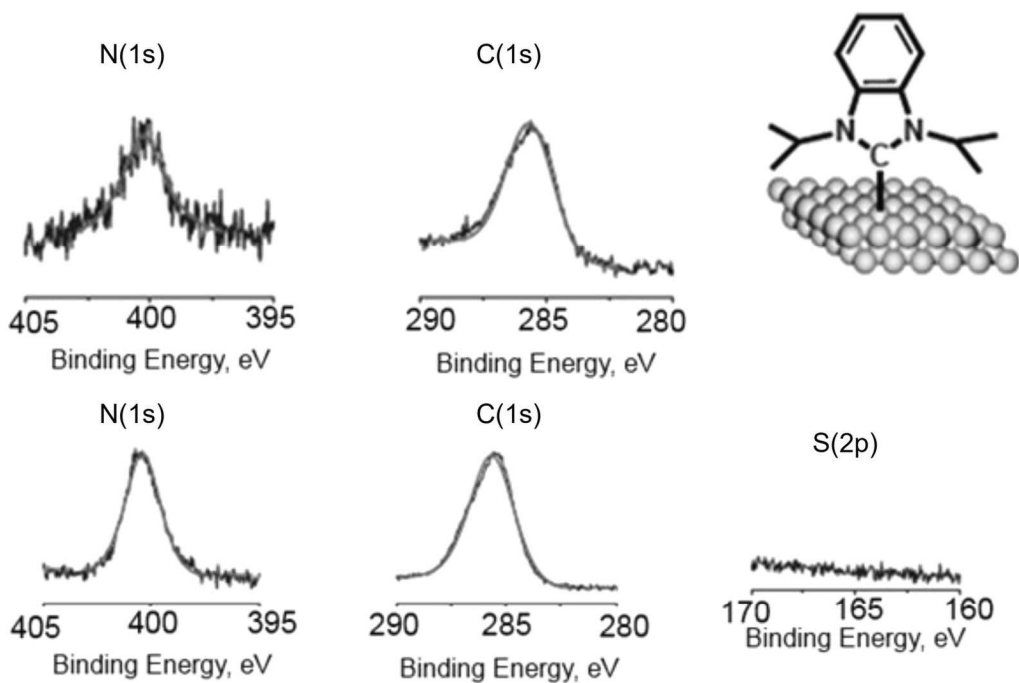 N(1s)
C(1s)
N
N
C
405
400
395
290
285
280
Binding Energy, eV
Binding Energy, eV
N(1s)
C(1s)
S(2p)
405
400
395
290
285
280
170
165
160
Binding Energy, eV
Binding Energy, eV
Binding Energy, eV